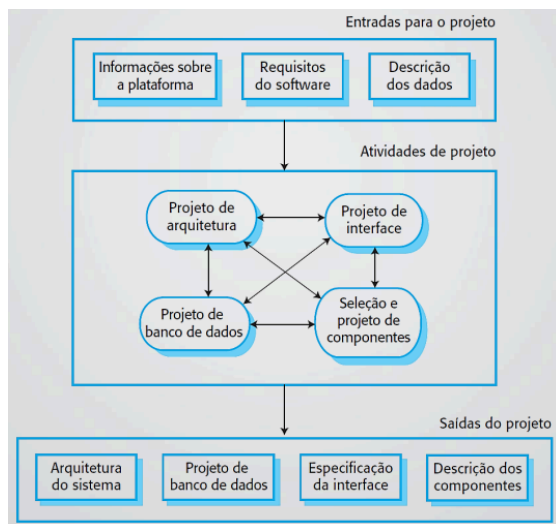 Entradas para o projeto
Informações sobre
a plataforma
Requisitos
do software
Descrição
dos dados
Atividades de projeto
Projeto de
arquitetura
Projeto de
interface
Projeto de
banco de dados
Seleção e
projeto de
componentes
Saídas do projeto
Arquitetura
do sistema
Projeto de
banco de dados
Especificação
da interface
Descrição dos
componentes